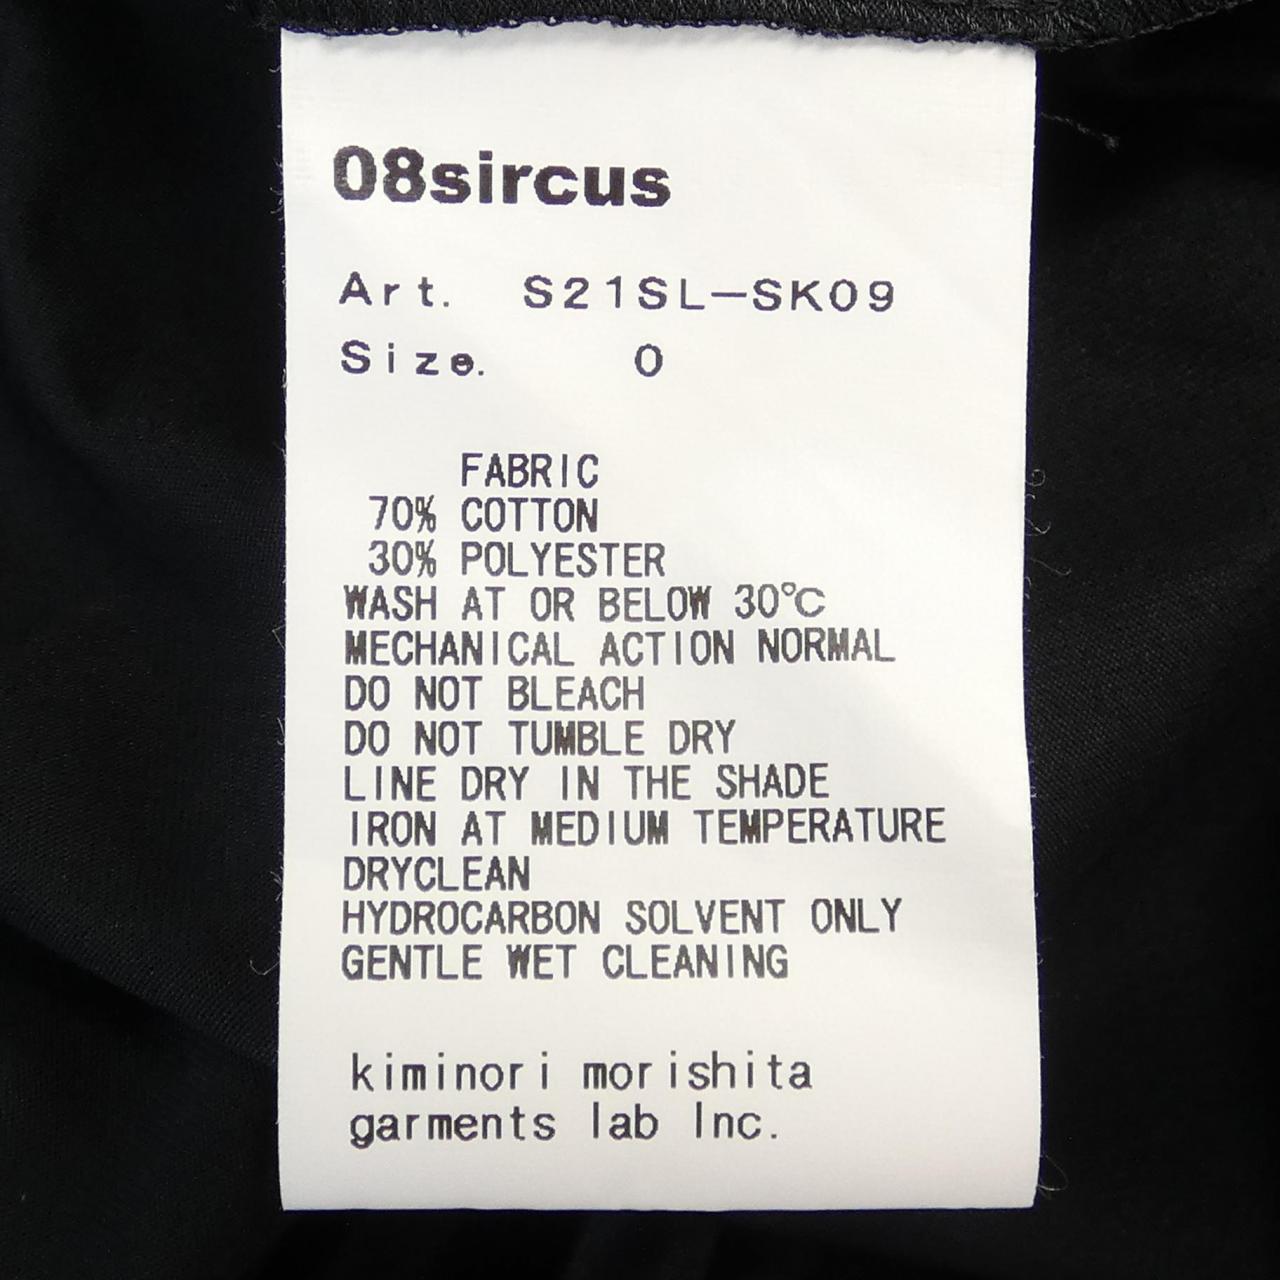 08sircus
Art. S21SL-SK09
Size. 0
FABRIC
70% COTTON
30% POLYESTER
WASH AT OR BELOW 30℃
MECHANICAL ACTION NORMAL
DO NOT BLEACH
DO NOT TUMBLE DRY
LINE DRY IN THE SHADE
IRON AT MEDIUM TEMPERATURE
DRYCLEAN
HYDROCARBON SOLVENT ONLY
GENTLE WET CLEANING
kiminori morishita
garments lab Inc.